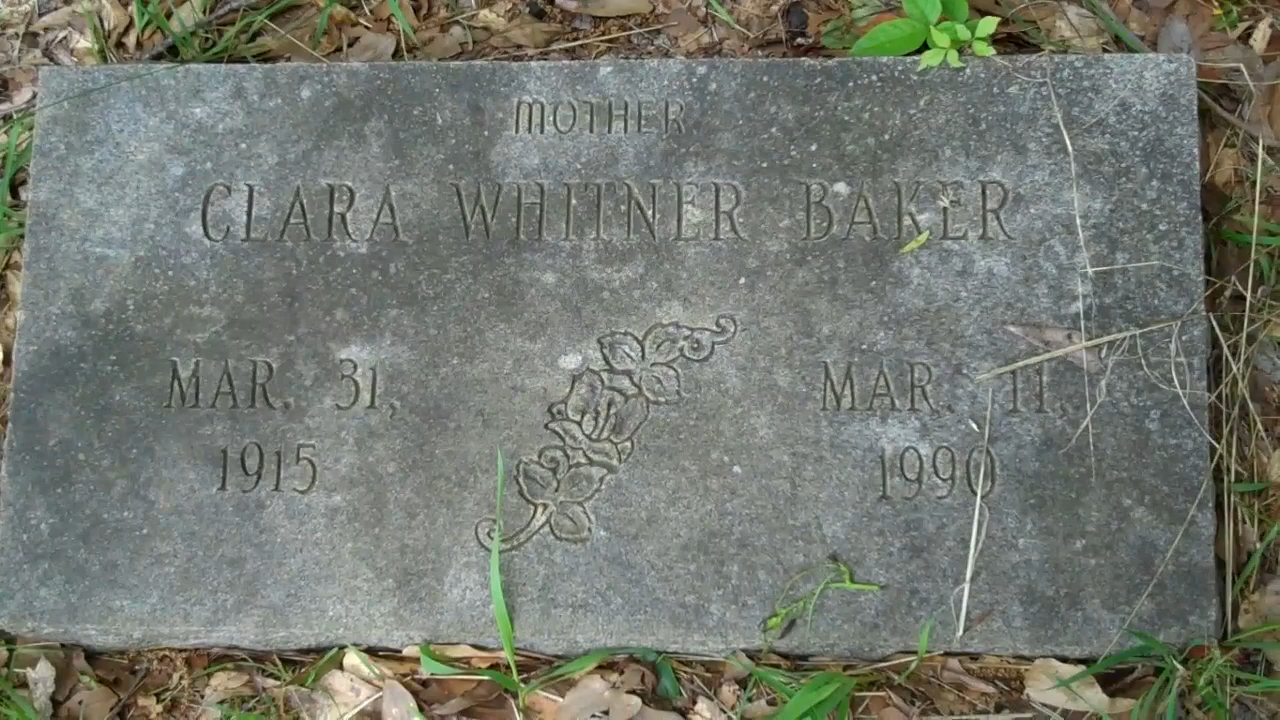 MOTHER
CLARA WHITNER BAKER
MAR. 31, MAR. 11,
1915 1990